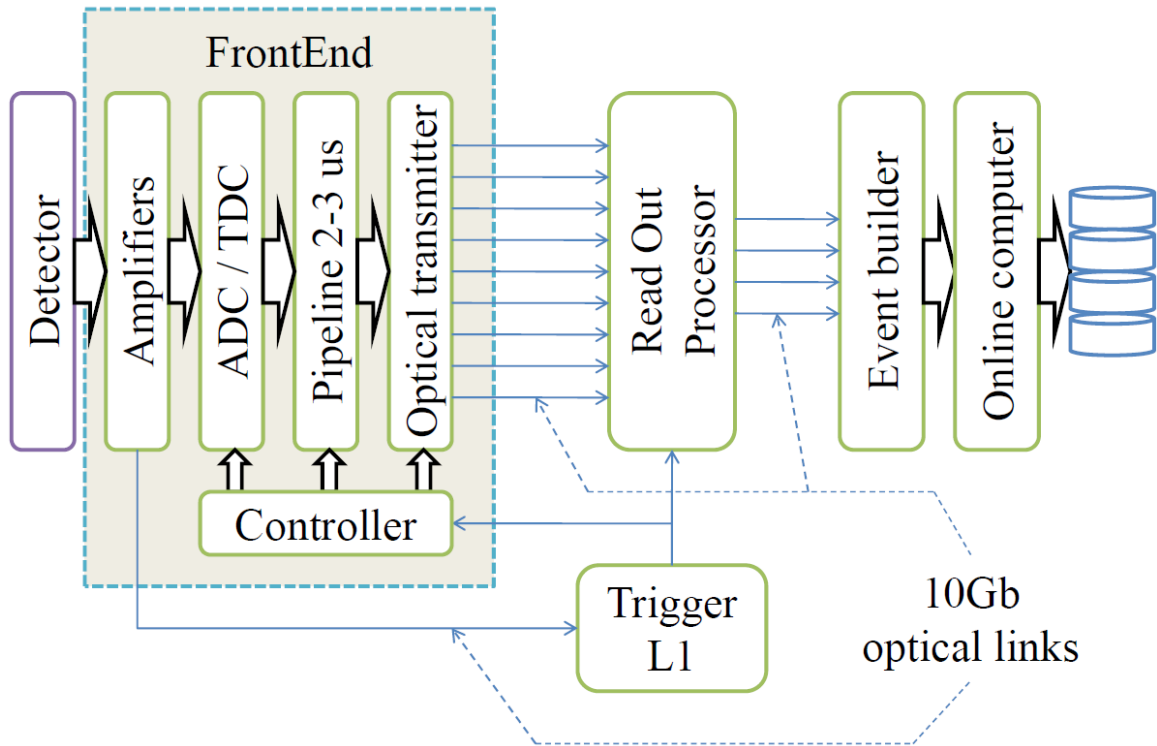 FrontEnd
Detector
Amplifiers
ADC / TDC
Pipeline 2-3 us
Optical transmitter
Read Out
Processor
Event builder
Online computer
Controller
Trigger
L1
10Gb
optical links